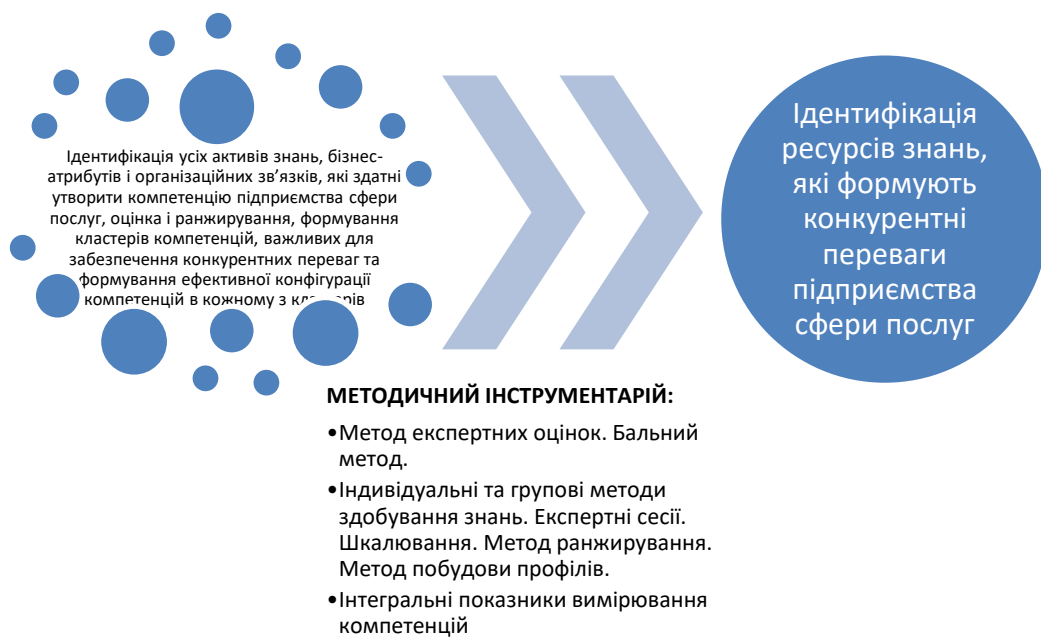 Ідентифікація усіх активів знань, бізнес-
атрибутів і організаційних зв’язків, які здатні
утворити компетенцію підприємства сфери
послуг, оцінка і ранжирування, формування
кластерів компетенцій, важливих для
забезпечення конкурентних переваг та
формування ефективної конфігурації
компетенцій в кожному з кластерів
Ідентифікація
ресурсів знань,
які формують
конкурентні
переваги
підприємства
сфери послуг
МЕТОДИЧНИЙ ІНСТРУМЕНТАРІЙ:
•Метод експертних оцінок. Бальний
метод.
•Індивідуальні та групові методи
здобування знань. Експертні сесії.
Шкалювання. Метод ранжирування.
Метод побудови профілів.
•Інтегральні показники вимірювання
компетенцій